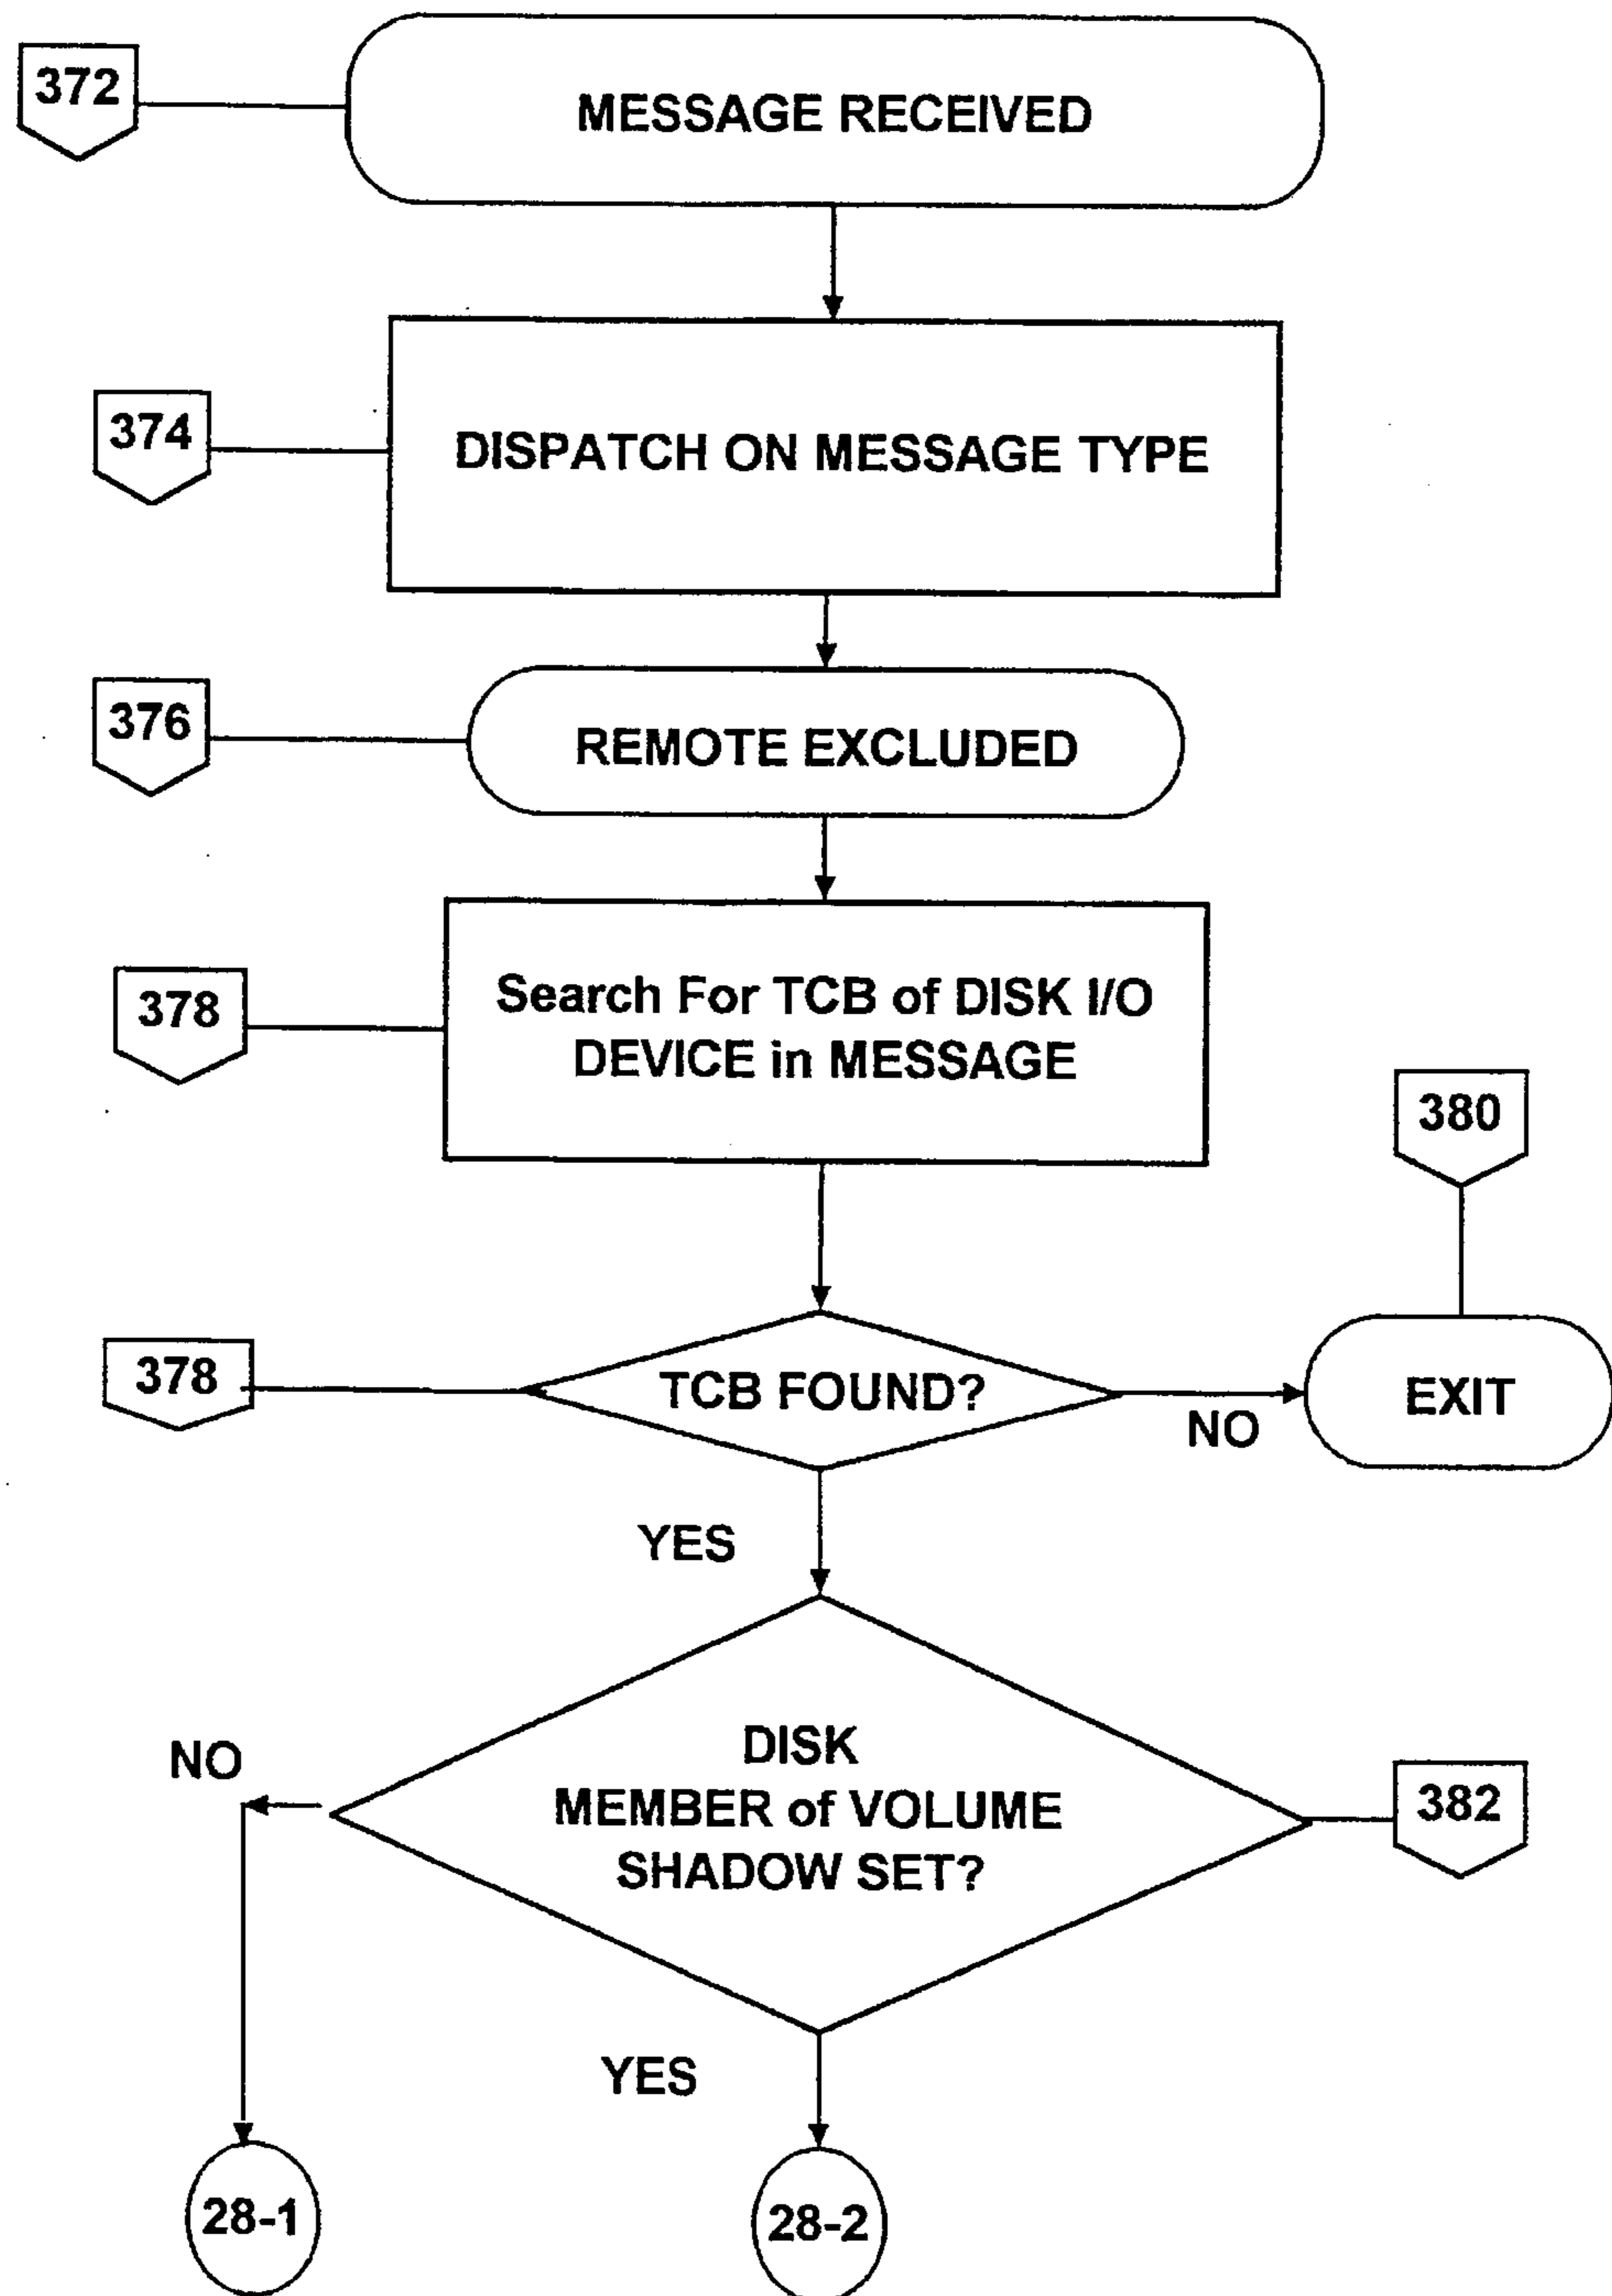 372
MESSAGE RECEIVED
374
DISPATCH ON MESSAGE TYPE
376
REMOTE EXCLUDED
378
Search For TCB of DISK I/O
DEVICE in MESSAGE
380
378
TCB FOUND?
NO
EXIT
YES
NO
DISK
MEMBER of VOLUME
SHADOW SET?
382
YES
28-1
28-2